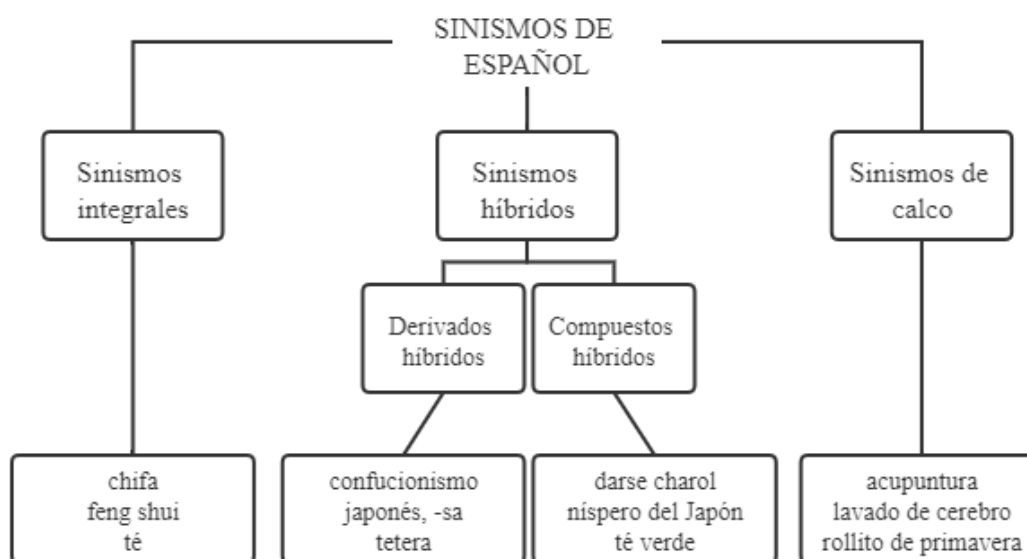 SINISMOS DE
ESPAÑOL
Sinismos
integrales
Sinismos
híbridos
Sinismos de
calco
Derivados
híbridos
Compuestos
híbridos
chifa
feng shui
té
confucionismo
japonés, -sa
tetera
darse charol
níspero del Japón
té verde
acupuntura
lavado de cerebro
rollito de primavera